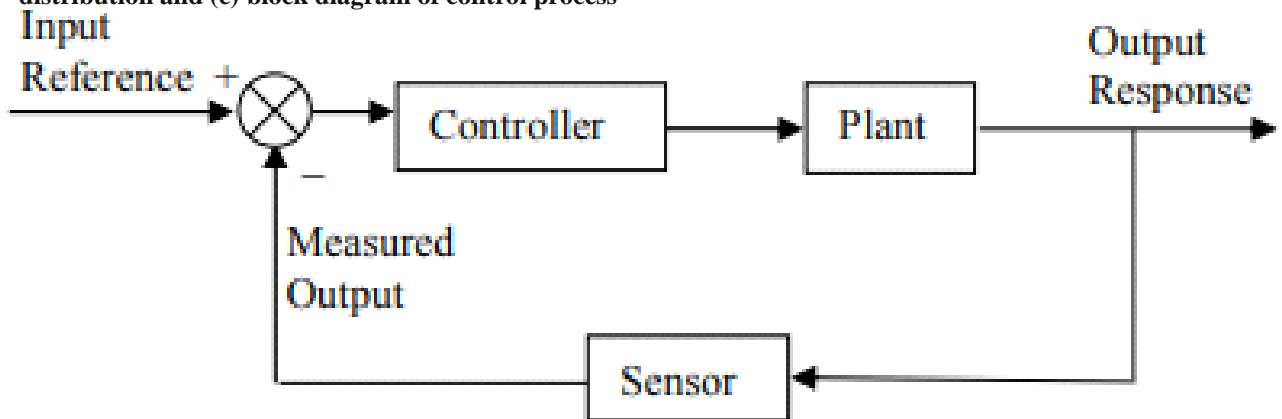 distribution and (c) block diagram of control process
Input
Reference +
Output
Response
Controller
Plant
−
Measured
Output
Sensor